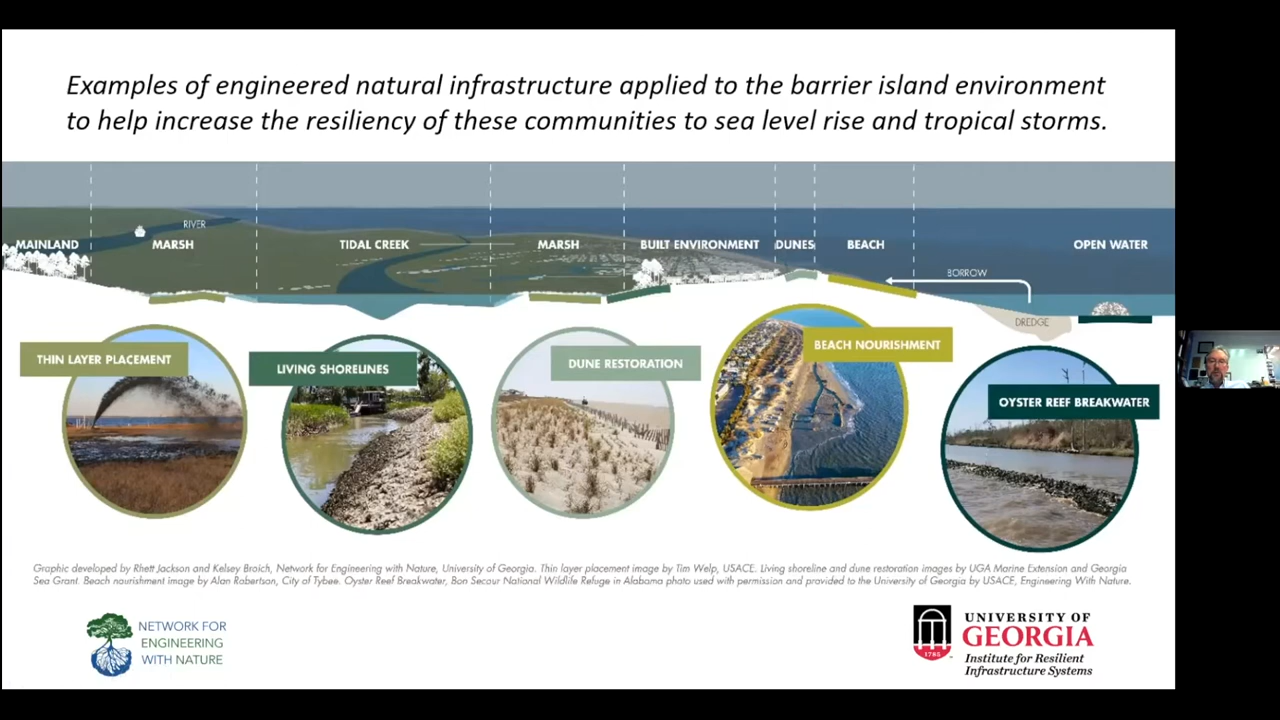 Examples of engineered natural infrastructure applied to the barrier island environment
to help increase the resiliency of these communities to sea level rise and tropical storms.
RIVER
MAINLAND
MARSH
TIDAL CREEK
MARSH
BUILT ENVIRONMENT
DUNES
BEACH
OPEN WATER
BORROW
DREDGE
THIN LAYER PLACEMENT
LIVING SHORELINES
DUNE RESTORATION
BEACH NOURISHMENT
OYSTER REEF BREAKWATER
Graphic developed by Rhett Jackson and Kelsey Broich, Network for Engineering with Nature, University of Georgia. Thin layer placement image by Tim Welp, USACE. Living shoreline and dune restoration images by UGA Marine Extension and Georgia
Sea Grant. Beach nourishment image by Alan Robertson, City of Tybee. Oyster Reef Breakwater, Bon Secour National Wildlife Refuge in Alabama photo used with permission and provided to the University of Georgia by USACE, Engineering With Nature.
NETWORK FOR
ENGINEERING
WITH NATURE
1785
UNIVERSITY OF
GEORGIA
Institute for Resilient
Infrastructure Systems